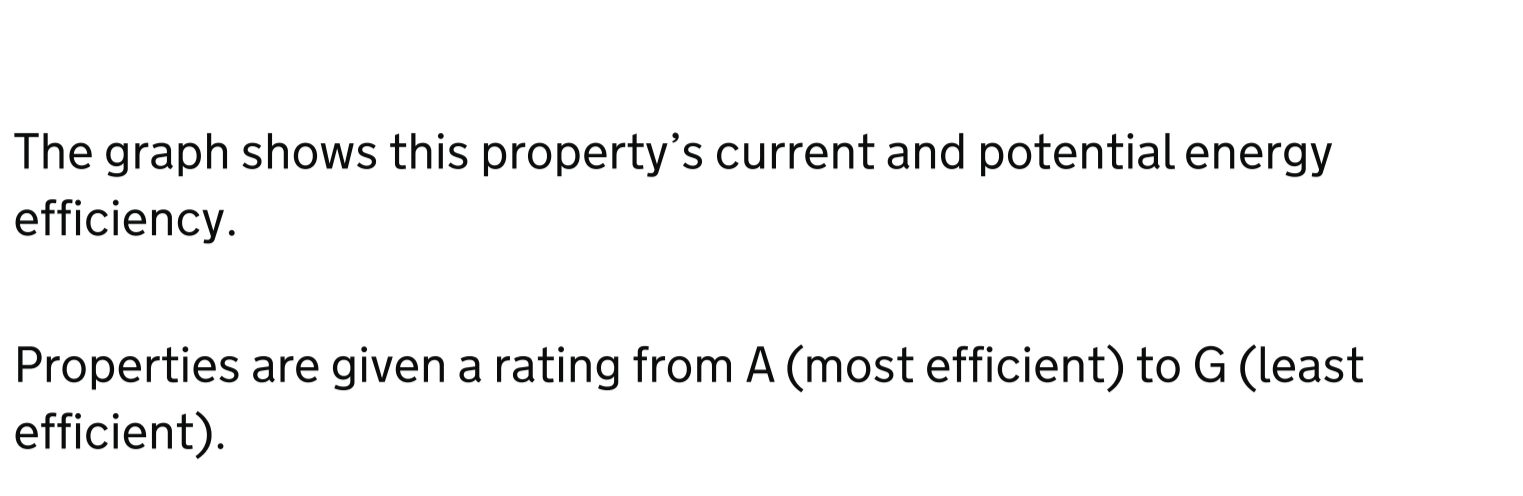 The graph shows this property’s current and potential energy
efficiency.
Properties are given a rating from A (most efficient) to G (least
efficient).